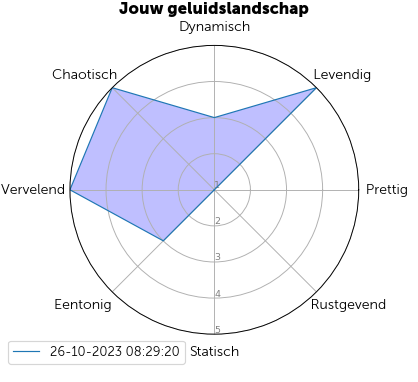 Jouw geluidslandschap
Dynamisch
Chaotisch
Levendig
Vervelend
1
Prettig
2
3
4
Eentonig
Rustgevend
5
26-10-2023 08:29:20
Statisch